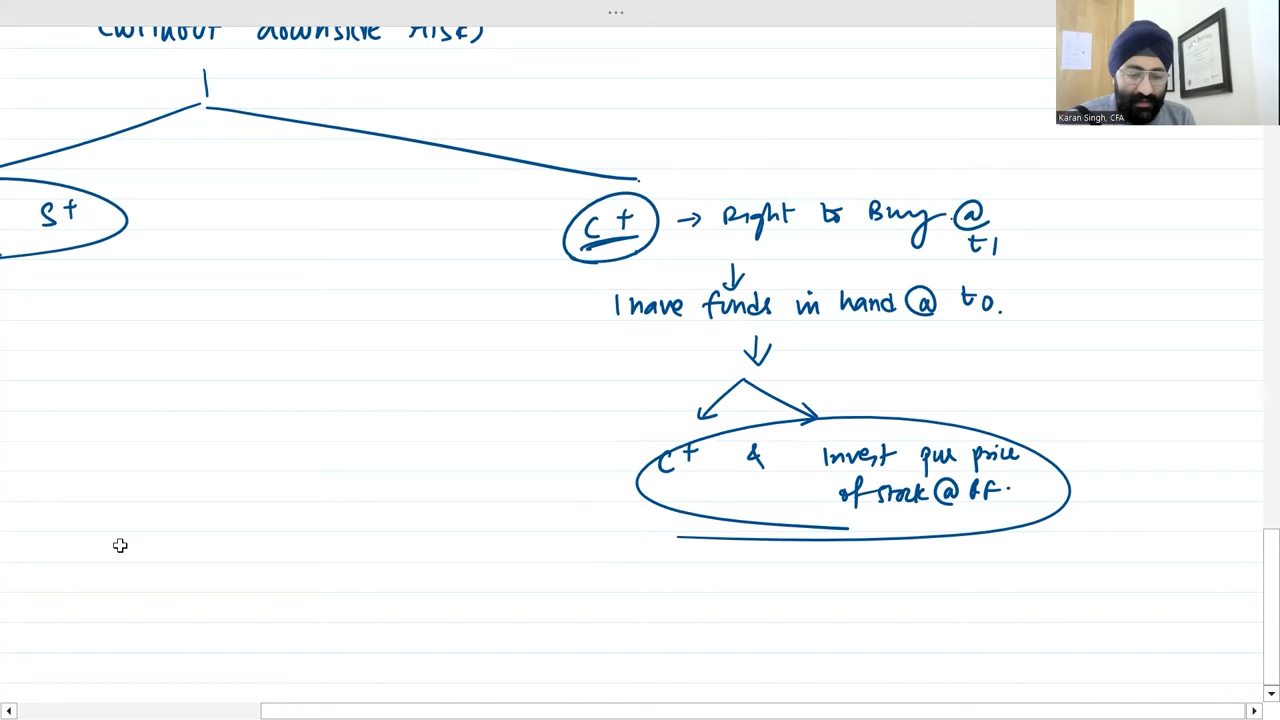 (without downside Risk)
Karan Singh, CFA
S+
C+ → Right to Buy @
t1
I have funds in hand @ t0.
C+ & Invest price
of stock @ RF.